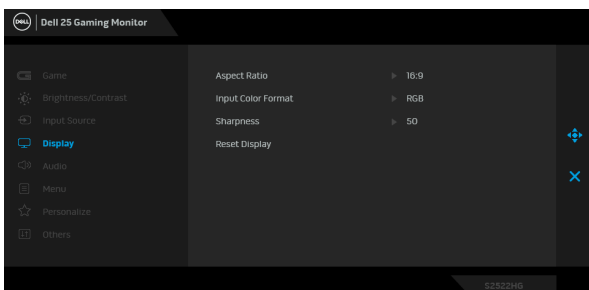 DELL Dell 25 Gaming Monitor
Game
Aspect Ratio 16:9
Brightness/Contrast Input Color Format RGB
Input Source Sharpness 50
Display Reset Display
Audio
Menu
Personalize
Others
S2522HG